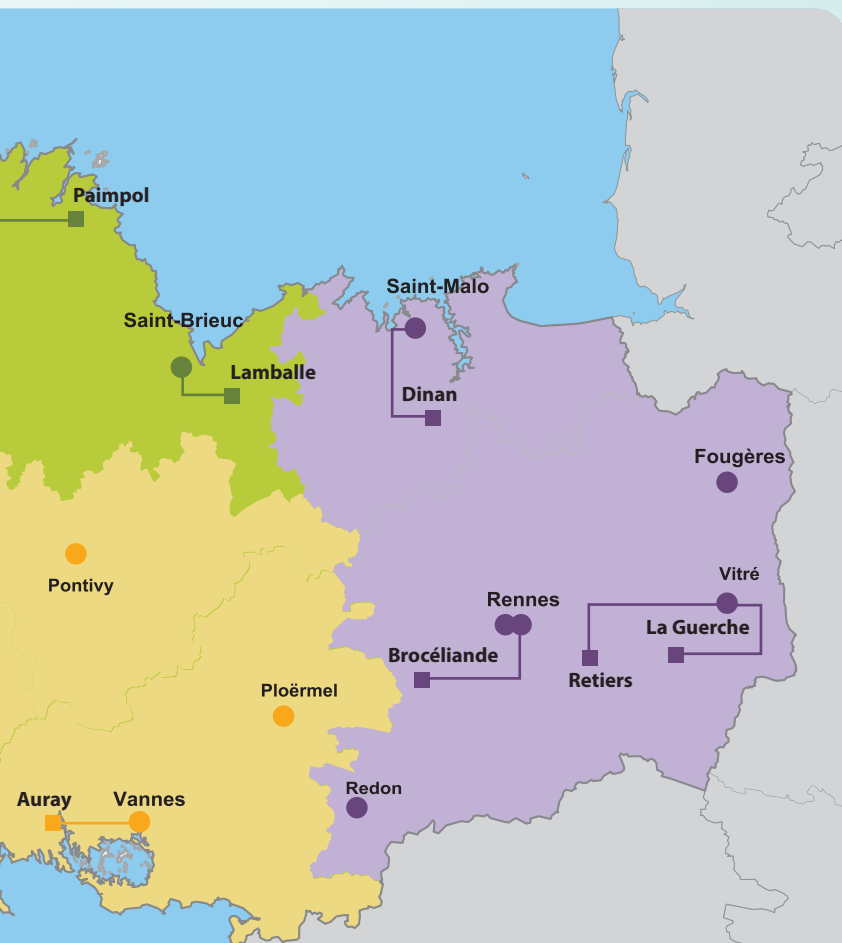 Paimpol
Saint-Malo
Saint-Brieuc
Lamballe
Dinan
Fougères
Pontivy
Vitré
Rennes
La Guerche
Brocéliande
Retiers
Ploërmel
Redon
Auray
Vannes